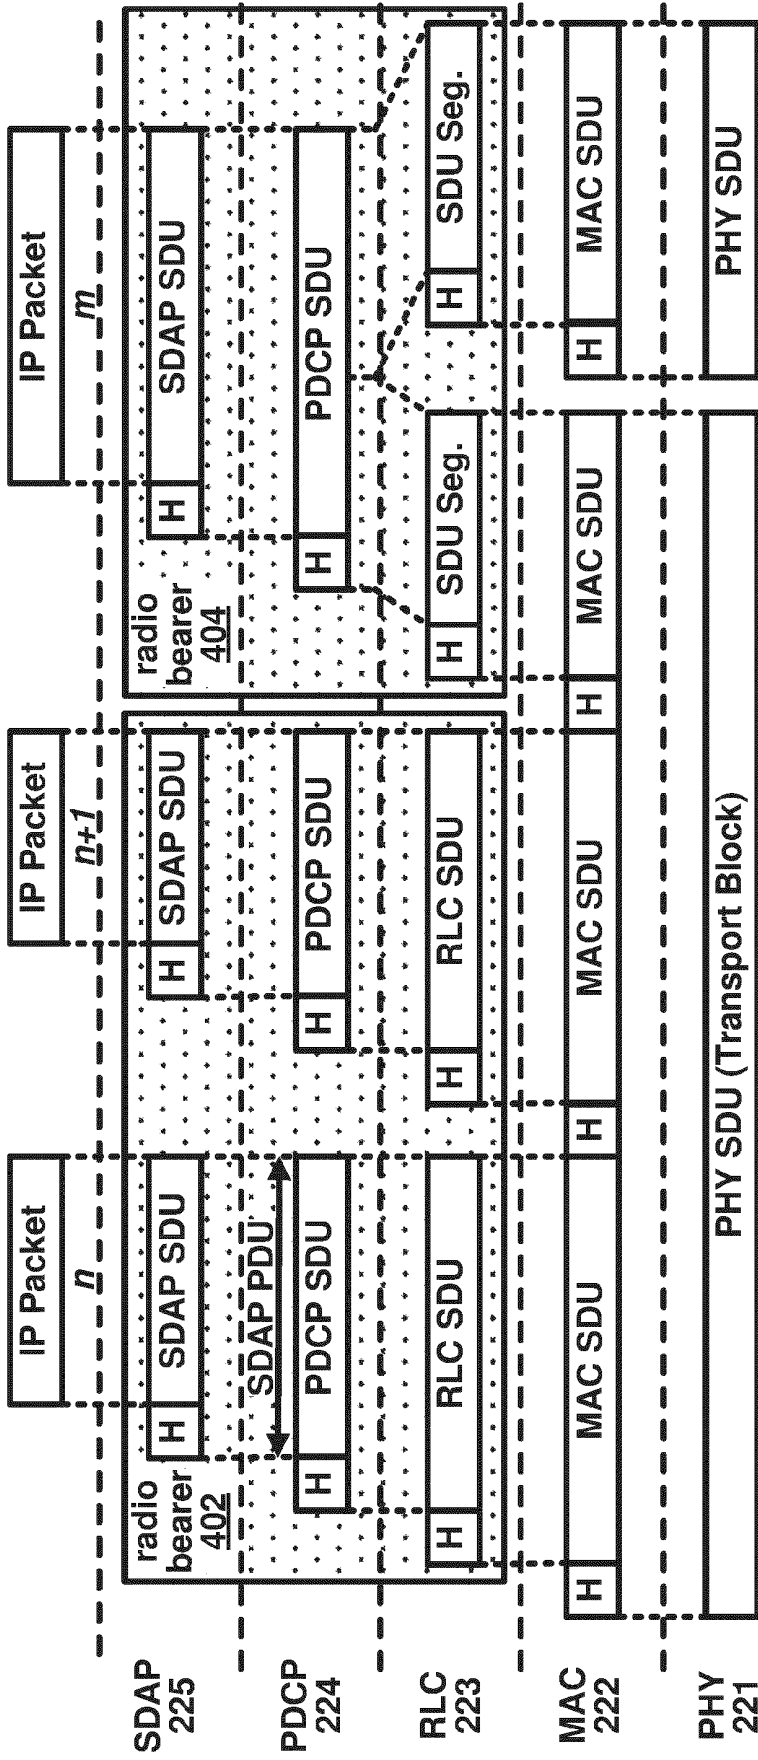 IP Packet
IP Packet
IP Packet
n
n+1
m
SDAP
225
radio
bearer
402
H
SDAP SDU
H
SDAP SDU
radio
bearer
404
H
SDAP SDU
SDAP PDU
PDCP
224
H
PDCP SDU
H
PDCP SDU
H
PDCP SDU
RLC
223
H
RLC SDU
H
RLC SDU
H
SDU Seg.
H
SDU Seg.
MAC
222
H
MAC SDU
H
MAC SDU
H
MAC SDU
H
MAC SDU
PHY
221
PHY SDU (Transport Block)
PHY SDU